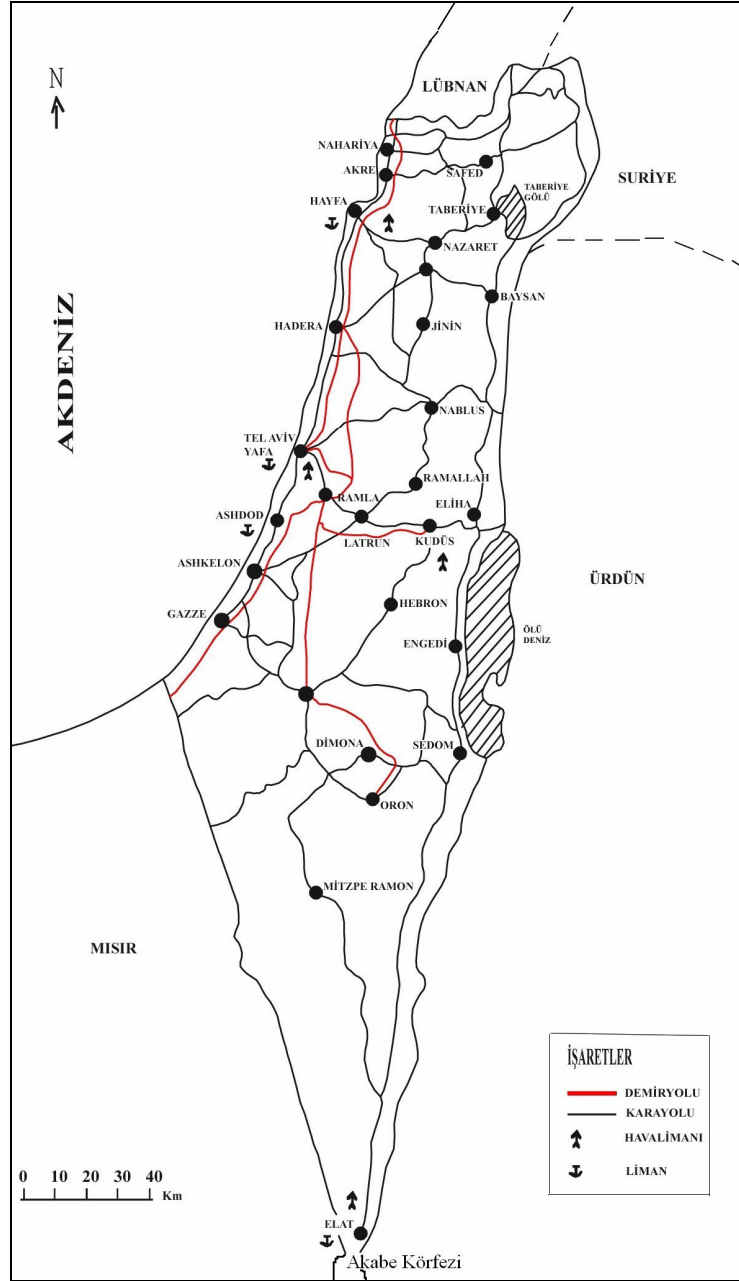 N
LÜBNAN
NAHARİYA
AKRE
SAFED
SURİYE
TABERİYE
GÖLÜ
HAYFA
TABERİYE
NAZARET
BAYSAN
AKDENİZ
HADERA
JİNİN
NABLUS
TEL AVİV
YAFA
RAMALLAH
RAMLA
ELİHA
ASHDOD
LATRUN
KUDÜS
ASHKELON
ÜRDÜN
HEBRON
GAZZE
ÖLÜ
DENİZ
ENGEDİ
DİMONA
SEDOM
ORON
MİTZPE RAMON
MISIR
İŞARETLER
DEMİRYOLU
KARAYOLU
HAVALİMANI
LİMAN
0 10 20 30 40
Km
ELAT
Akabe Körfezi